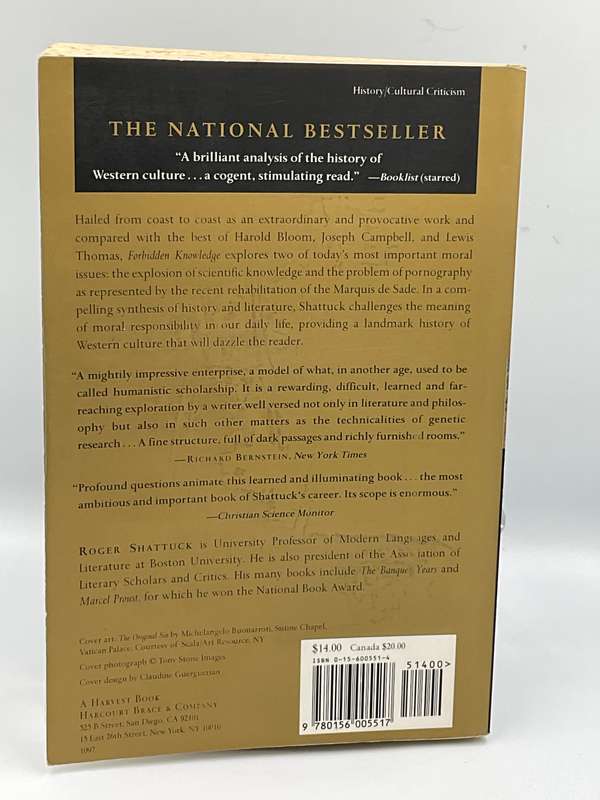 History/Cultural Criticism
THE NATIONAL BESTSELLER
“A brilliant analysis of the history of
Western culture . . . a cogent, stimulating read.” —Booklist (starred)
Hailed from coast to coast as an extraordinary and provocative work and
compared with the best of Harold Bloom, Joseph Campbell, and Lewis
Thomas, Forbidden Knowledge explores two of today's most important moral
issues: the explosion of scientific knowledge and the problem of pornography
as represented by the recent rehabilitation of the Marquis de Sade. In a com-
pelling synthesis of history and literature, Shattuck challenges the meaning
of moral responsibility in our daily life, providing a landmark history of
Western culture that will dazzle the reader.
“A mightily impressive enterprise, a model of what, in another age, used to be
called humanistic scholarship. It is a rewarding, difficult, learned and far-
reaching exploration by a writer well versed not only in literature and philos-
ophy but also in such other matters as the technicalities of genetic
research . . . A fine structure, full of dark passages and richly furnished rooms.”
—RICHARD BERNSTEIN, New York Times
“Profound questions animate this learned and illuminating book . . . the most
ambitious and important book of Shattuck's career. Its scope is enormous.”
—Christian Science Monitor
ROGER SHATTUCK is University Professor of Modern Languages and
Literature at Boston University. He is also president of the Association of
Literary Scholars and Critics. His many books include The Banquet Years and
Marcel Proust, for which he won the National Book Award.
Cover art: The Original Sin by Michelangelo Buonarroti, Sistine Chapel,
Vatican Palace. Courtesy of Scala/Art Resource, NY
Cover photograph © Tony Stone Images
Cover design by Claudine Guerguerian
A HARVEST BOOK
HARCOURT BRACE & COMPANY
525 B Street, San Diego, CA 92101
15 East 26th Street, New York, NY 10010
1097
$14.00 Canada $20.00
ISBN 0-15-600551-4
51400>
9 780156 005517